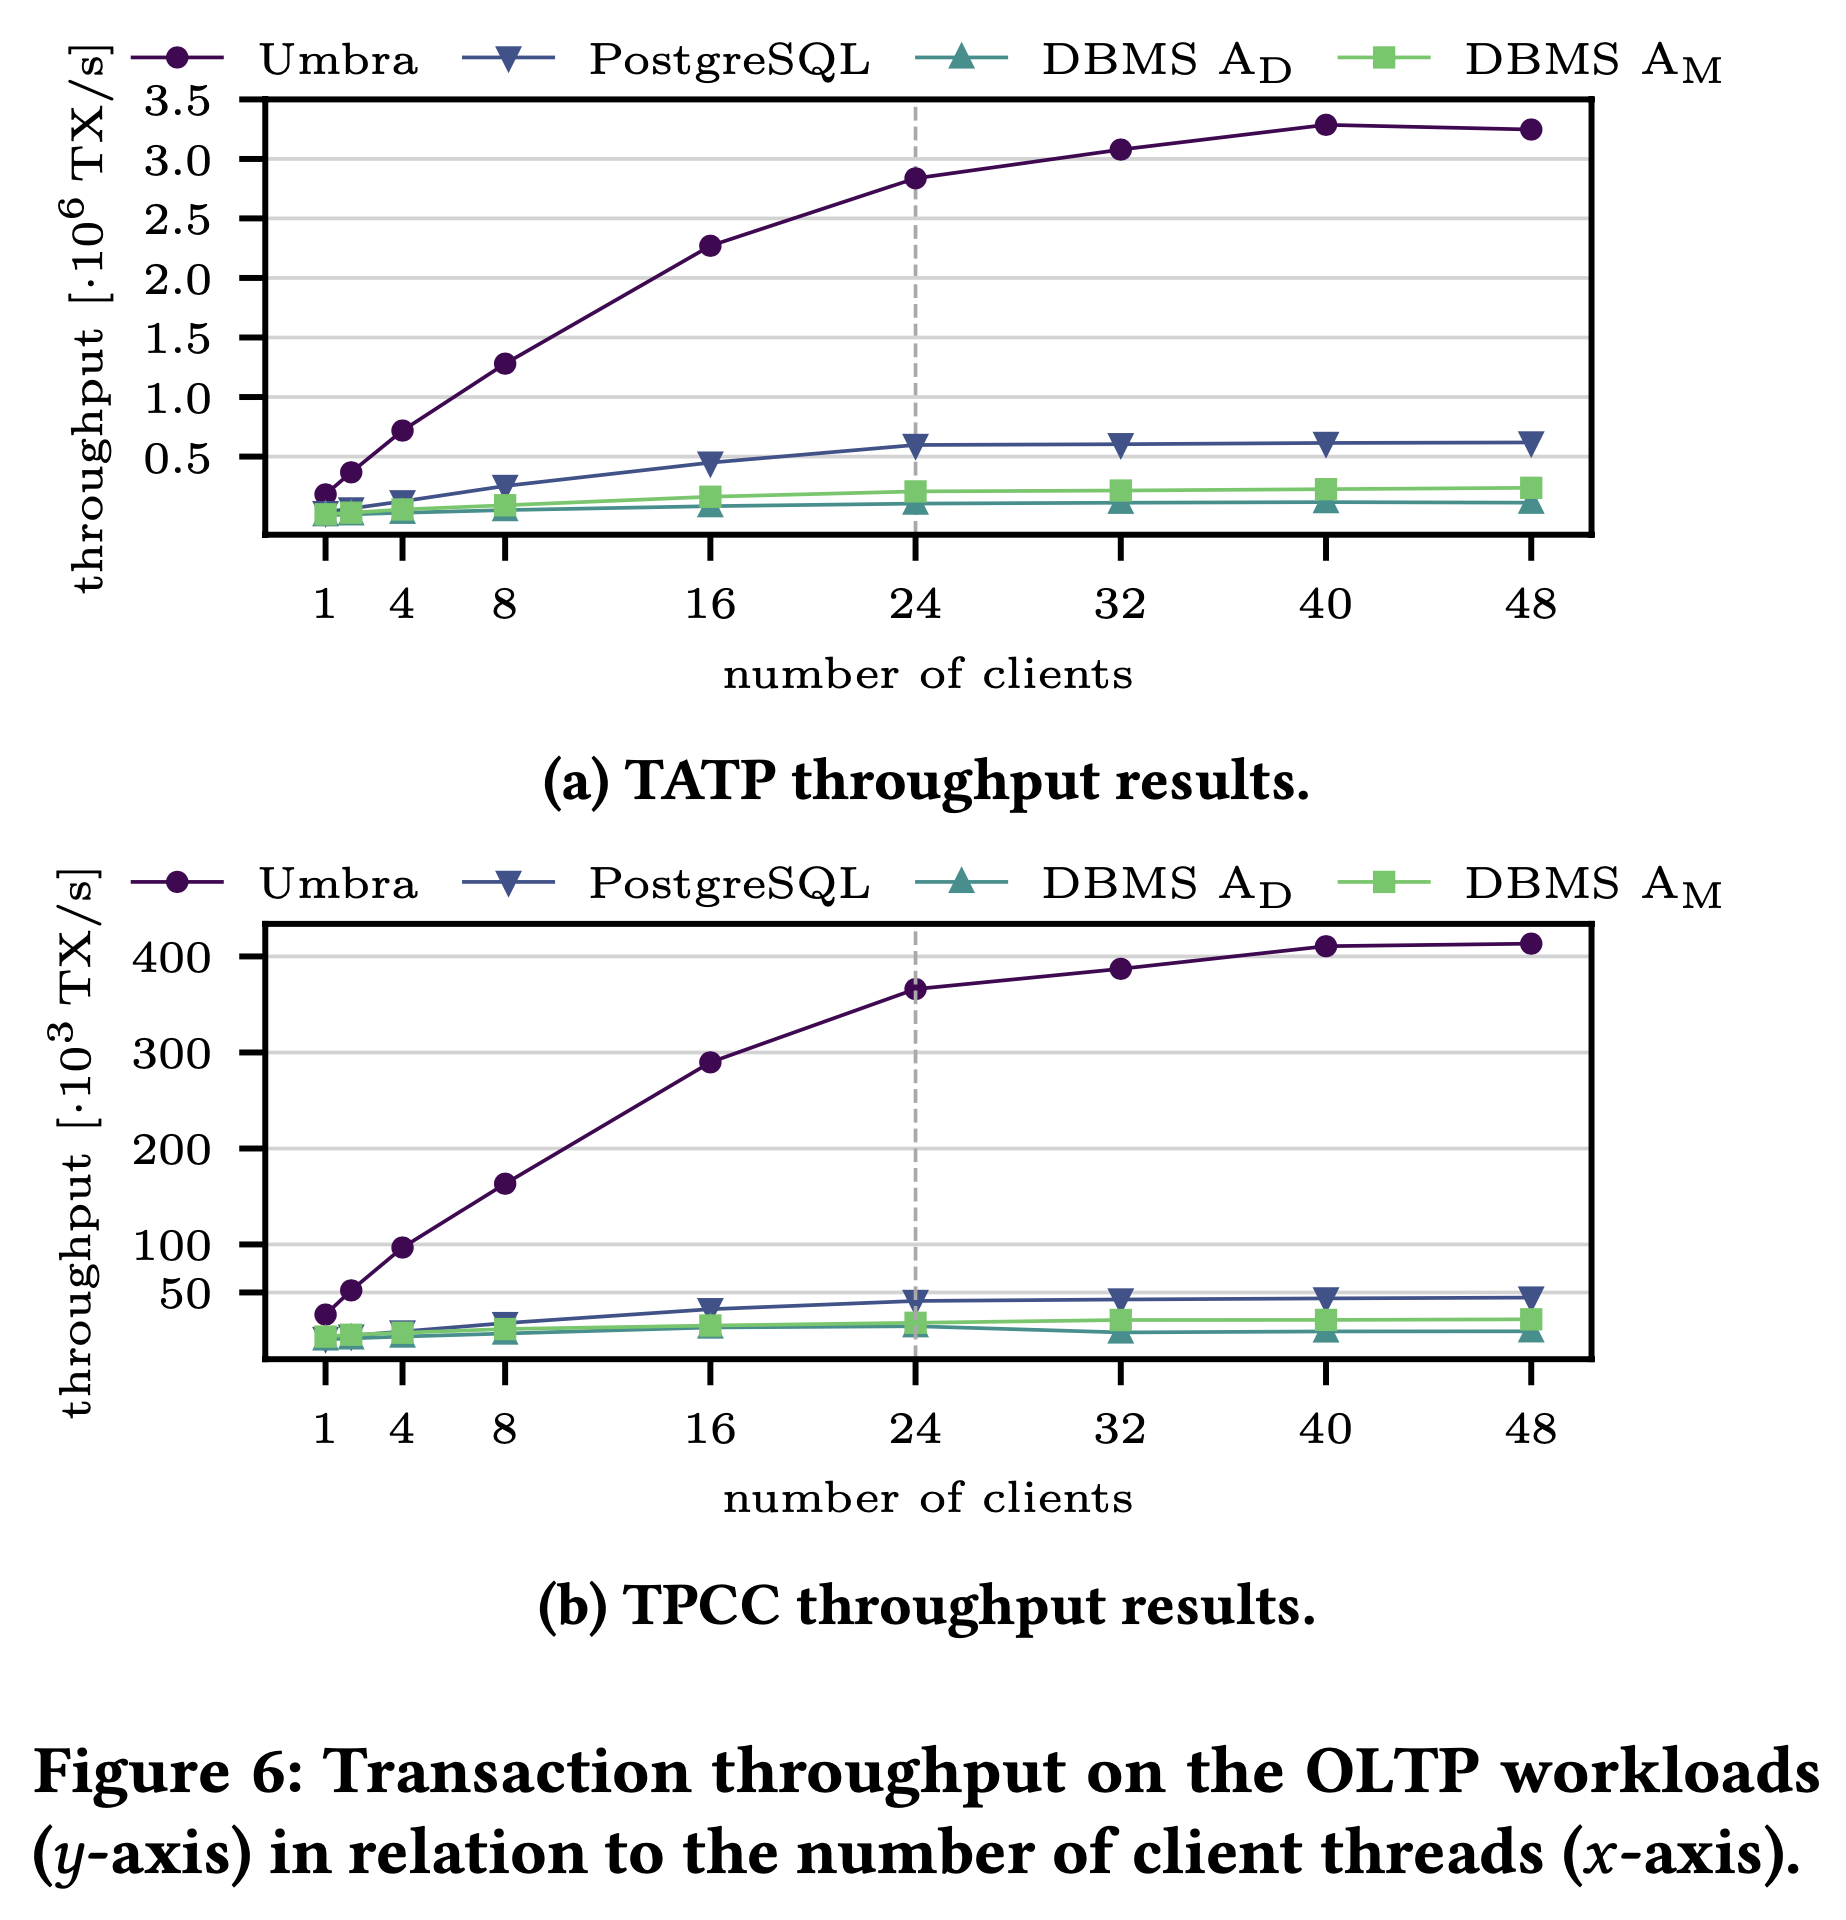 Umbra PostgreSQL DBMS A_D DBMS A_M
throughput [·10^6 TX/s]
3.5
3.0
2.5
2.0
1.5
1.0
0.5
1 4 8 16 24 32 40 48
number of clients
(a) TATP throughput results.
Umbra PostgreSQL DBMS A_D DBMS A_M
throughput [·10^3 TX/s]
400
300
200
100
50
1 4 8 16 24 32 40 48
number of clients
(b) TPCC throughput results.
Figure 6: Transaction throughput on the OLTP workloads
(y-axis) in relation to the number of client threads (x-axis).